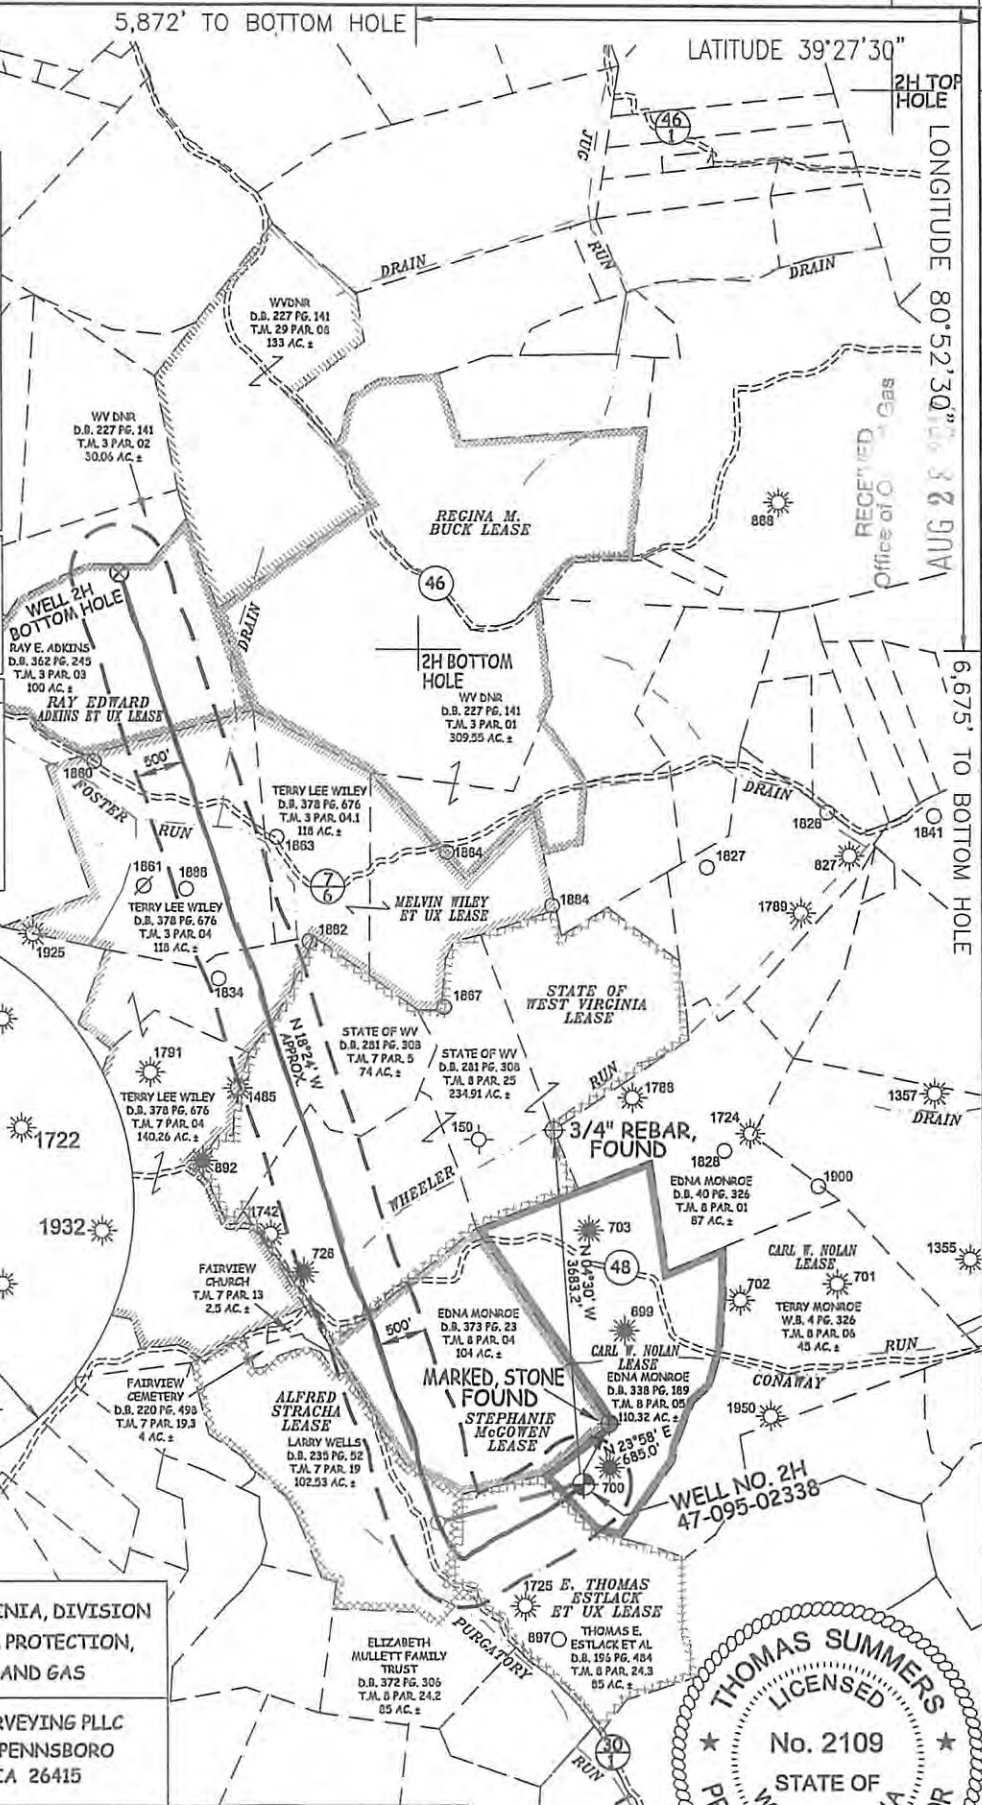 5,872' TO BOTTOM HOLE
LATITUDE 39°27'30"
2H TOP
HOLE
LONGITUDE 80°52'30"
46
1
JUG
RUN
DRAIN
DRAIN
WVDNR
D.B. 227 PG. 141
T.M. 29 PAR. 08
133 AC. ±
WV DNR
D.B. 227 PG. 141
T.M. 3 PAR. 02
30.06 AC. ±
RECEIVED
Office of Gas
AUG 28
REGINA M.
BUCK LEASE
888
46
WELL 2H
BOTTOM HOLE
RAY E. ADKINS
D.B. 362 PG. 245
T.M. 3 PAR. 03
100 AC. ±
RAY EDWARD
ADKINS ET UX LEASE
DRAIN
2H BOTTOM
HOLE
WV DNR
D.B. 227 PG. 141
T.M. 3 PAR. 01
309.55 AC. ±
6,675' TO BOTTOM HOLE
1860
500'
FOSTER
RUN
TERRY LEE WILEY
D.B. 378 PG. 676
T.M. 3 PAR. 04.1
118 AC. ±
1863
1864
DRAIN
1826
1841
827
1827
1861
1888
TERRY LEE WILEY
D.B. 378 PG. 676
T.M. 3 PAR. 04
118 AC. ±
7
6
MELVIN WILEY
ET UX LEASE
1884
1789
1925
1862
1834
1867
STATE OF
WEST VIRGINIA
LEASE
N 18°24' W
APPROX.
STATE OF WV
D.B. 281 PG. 308
T.M. 7 PAR. 5
74 AC. ±
STATE OF WV
D.B. 281 PG. 308
T.M. 8 PAR. 25
234.91 AC. ±
RUN
1791
1485
TERRY LEE WILEY
D.B. 378 PG. 676
T.M. 7 PAR. 04
140.26 AC. ±
1788
1357
DRAIN
1722
150
3/4" REBAR,
FOUND
1724
1828
892
WHEELER
EDNA MONROE
D.B. 40 PG. 326
T.M. 8 PAR. 01
87 AC. ±
1900
1932
1742
703
726
N 04°30' W
3683.2'
48
CARL W. NOLAN
LEASE
1355
FAIRVIEW
CHURCH
T.M. 7 PAR. 13
2.5 AC. ±
702
701
TERRY MONROE
W.B. 4 PG. 326
T.M. 8 PAR. 06
45 AC. ±
EDNA MONROE
D.B. 373 PG. 23
T.M. 8 PAR. 04
104 AC. ±
500'
699
CARL W. NOLAN
LEASE
RUN
CONAWAY
MARKED, STONE
FOUND
EDNA MONROE
D.B. 338 PG. 189
T.M. 8 PAR. 05
110.32 AC. ±
FAIRVIEW
CEMETERY
D.B. 220 PG. 498
T.M. 7 PAR. 19.3
4 AC. ±
ALFRED
STRACHA
LEASE
STEPHANIE
McGOWEN
LEASE
1950
LARRY WELLS
D.B. 235 PG. 52
T.M. 7 PAR. 19
102.53 AC. ±
N 23°58' E
685.0'
700
WELL NO. 2H
47-095-02338
1725
E. THOMAS
ESTLACK
ET UX LEASE
897
THOMAS E.
ESTLACK ET AL
D.B. 196 PG. 484
T.M. 8 PAR. 24.3
85 AC. ±
PURGATORY
RUN
ELIZABETH
MULLETT FAMILY
TRUST
D.B. 372 PG. 306
T.M. 8 PAR. 24.2
85 AC. ±
30
1
INIA, DIVISION
PROTECTION,
AND GAS
RVEYING PLLC
PENNSBORO
CA 26415
THOMAS SUMMERS
LICENSED
No. 2109
STATE OF